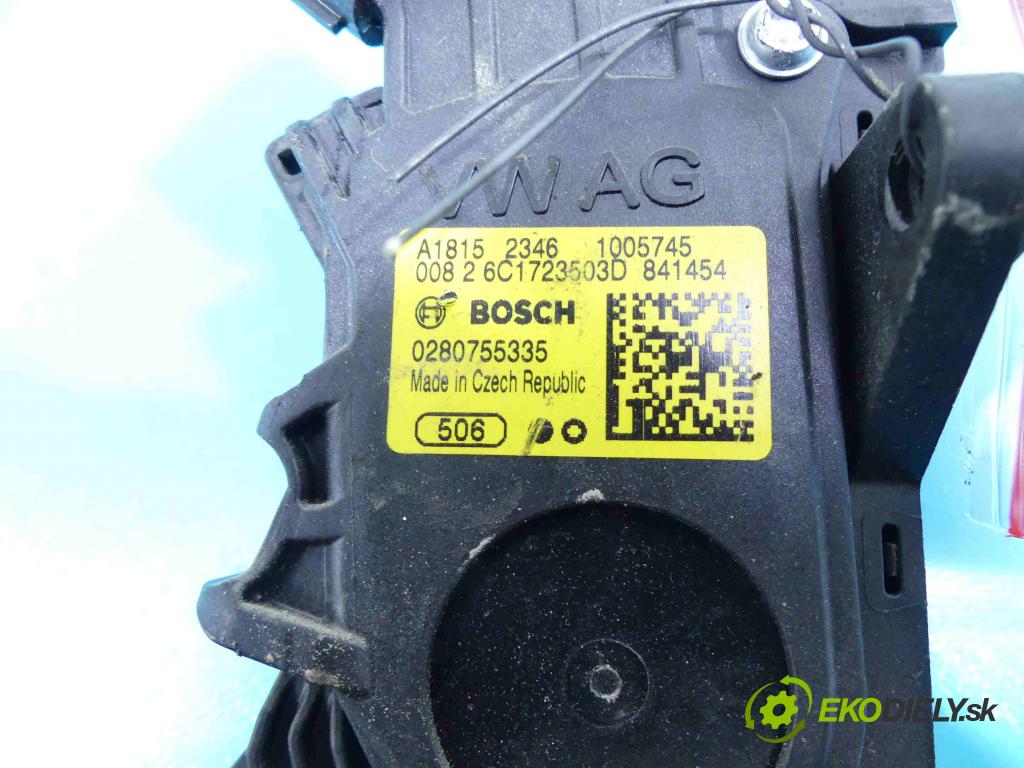 VW AG
A1815 2346 1005745
008 2 6C1723503D 841454
BOSCH
0280755335
Made in Czech Republic
506
EKODIELY.sk